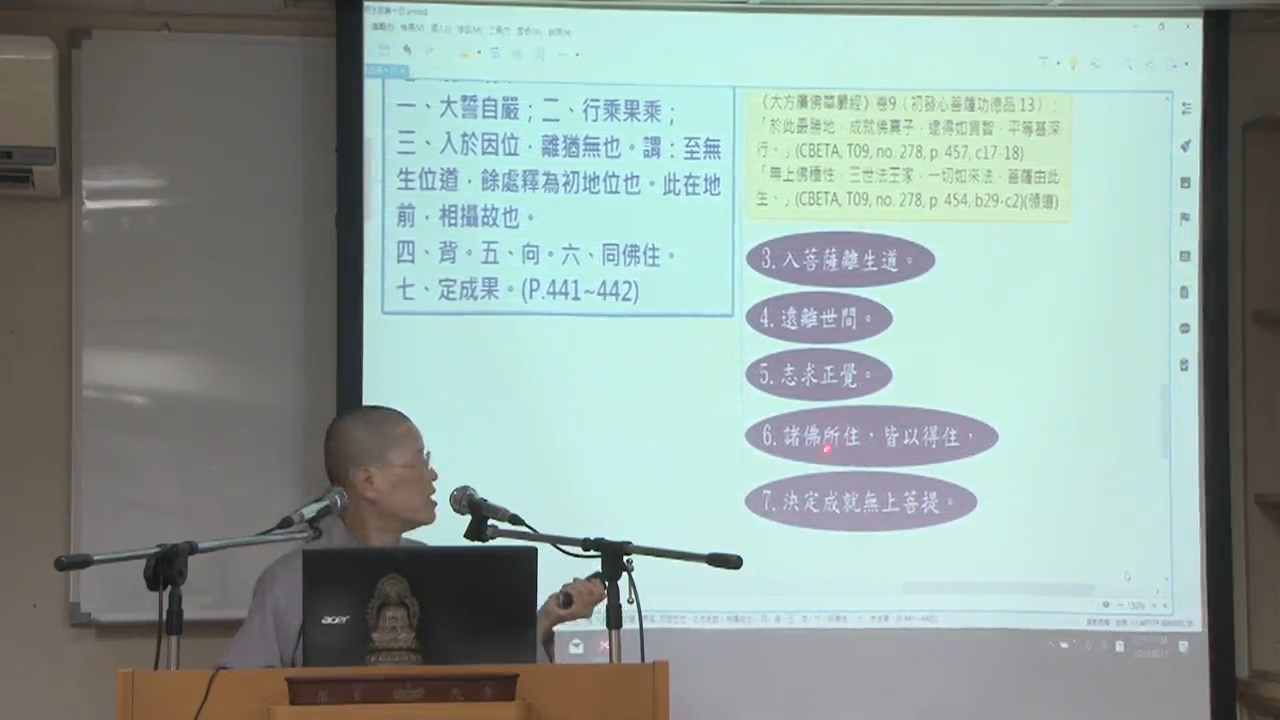 一、大誓自嚴；二、行乘果乘；
三、入於因位，離猶無也。謂：至無
生位道，餘處釋為初地位也。此在地
前，相攝故也。
四、背。五、向。六、同佛住。
七、定成果。(P.441~442)
《大方廣佛華嚴經》卷9（初發心菩薩功德品 13）：
「於此最勝地，成就佛真子，逮得如實智，平等甚深
行。」(CBETA, T09, no. 278, p. 457, c17-18)
「無上佛種性，三世法王家，一切如來法，菩薩由此
生。」(CBETA, T09, no. 278, p. 454, b29-c2)
3. 入菩薩離生道。
4. 遠離世間。
5. 志求正覺。
6. 諸佛所住，皆以得住，
7. 決定成就無上菩提。
acer
150%